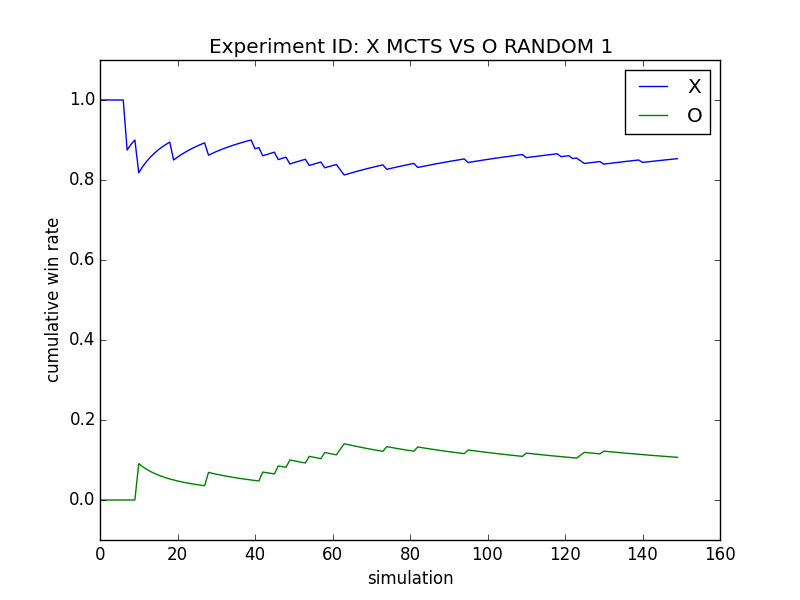 Experiment ID: X MCTS VS O RANDOM 1
X
O
1.0
0.8
0.6
0.4
0.2
0.0
cumulative win rate
0 20 40 60 80 100 120 140 160
simulation